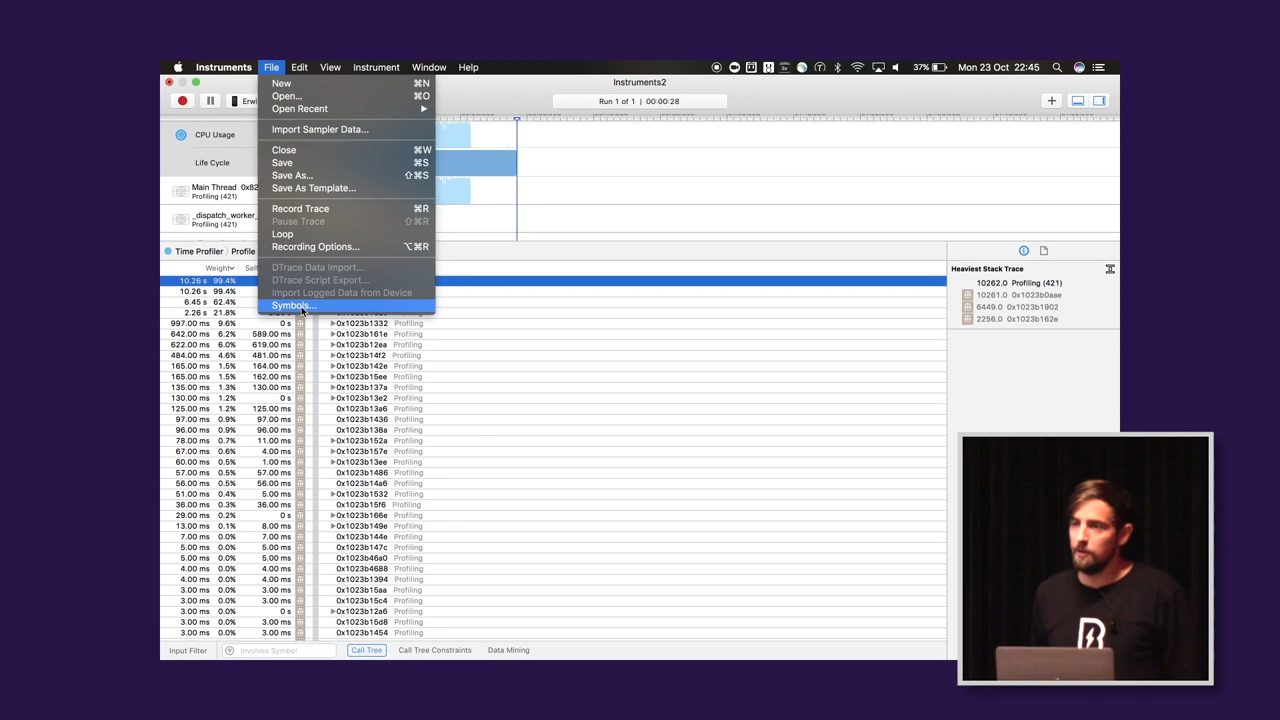 Instruments File Edit View Instrument Window Help 37% Mon 23 Oct 22:45
New ⌘N
Instruments2
Open... ⌘O
Erwi
Run 1 of 1 | 00:00:28
Open Recent ▶
Import Sampler Data...
CPU Usage
Close ⌘W
Save ⌘S
Life Cycle
Save As... ⇧⌘S
Save As Template...
Main Thread 0x82
Profiling (421)
Record Trace ⌘R
_dispatch_worker_
Pause Trace ⇧⌘R
Profiling (421)
Loop
Recording Options... ⌥⌘R
Time Profiler Profile
DTrace Data Import...
Weight Sel
DTrace Script Export...
Import Logged Data from Device
Symbols...
10.26 s 99.4%
10.26 s 99.4%
6.45 s 62.4%
2.26 s 21.8%
997.00 ms 9.6% 0 s ▶0x1023b1332 Profiling
642.00 ms 6.2% 589.00 ms ▶0x1023b161e Profiling
622.00 ms 6.0% 619.00 ms ▶0x1023b12ea Profiling
484.00 ms 4.6% 481.00 ms ▶0x1023b14f2 Profiling
165.00 ms 1.5% 164.00 ms ▶0x1023b142e Profiling
165.00 ms 1.5% 162.00 ms ▶0x1023b15ee Profiling
135.00 ms 1.3% 130.00 ms ▶0x1023b137a Profiling
130.00 ms 1.2% 0 s ▶0x1023b13e2 Profiling
125.00 ms 1.2% 125.00 ms 0x1023b13a6 Profiling
97.00 ms 0.9% 97.00 ms 0x1023b1436 Profiling
96.00 ms 0.9% 96.00 ms 0x1023b138a Profiling
78.00 ms 0.7% 11.00 ms ▶0x1023b152a Profiling
67.00 ms 0.6% 4.00 ms ▶0x1023b157e Profiling
60.00 ms 0.5% 1.00 ms ▶0x1023b13ee Profiling
57.00 ms 0.5% 57.00 ms 0x1023b1486 Profiling
56.00 ms 0.5% 56.00 ms 0x1023b14a6 Profiling
51.00 ms 0.4% 5.00 ms ▶0x1023b1532 Profiling
36.00 ms 0.3% 36.00 ms 0x1023b15f6 Profiling
29.00 ms 0.2% 0 s ▶0x1023b166e Profiling
13.00 ms 0.1% 8.00 ms ▶0x1023b149e Profiling
7.00 ms 0.0% 7.00 ms 0x1023b144e Profiling
5.00 ms 0.0% 5.00 ms 0x1023b147c Profiling
5.00 ms 0.0% 5.00 ms 0x1023b46a0 Profiling
4.00 ms 0.0% 4.00 ms 0x1023b4688 Profiling
4.00 ms 0.0% 4.00 ms 0x1023b1394 Profiling
3.00 ms 0.0% 3.00 ms 0x1023b15aa Profiling
3.00 ms 0.0% 3.00 ms 0x1023b15c4 Profiling
3.00 ms 0.0% 0 s ▶0x1023b12a6 Profiling
3.00 ms 0.0% 3.00 ms 0x1023b15d8 Profiling
3.00 ms 0.0% 3.00 ms 0x1023b1454 Profiling
Input Filter Involves Symbol Call Tree Call Tree Constraints Data Mining
Heaviest Stack Trace
10262.0 Profiling (421)
10261.0 0x1023b0aae
6449.0 0x1023b1902
2256.0 0x1023b162e
B